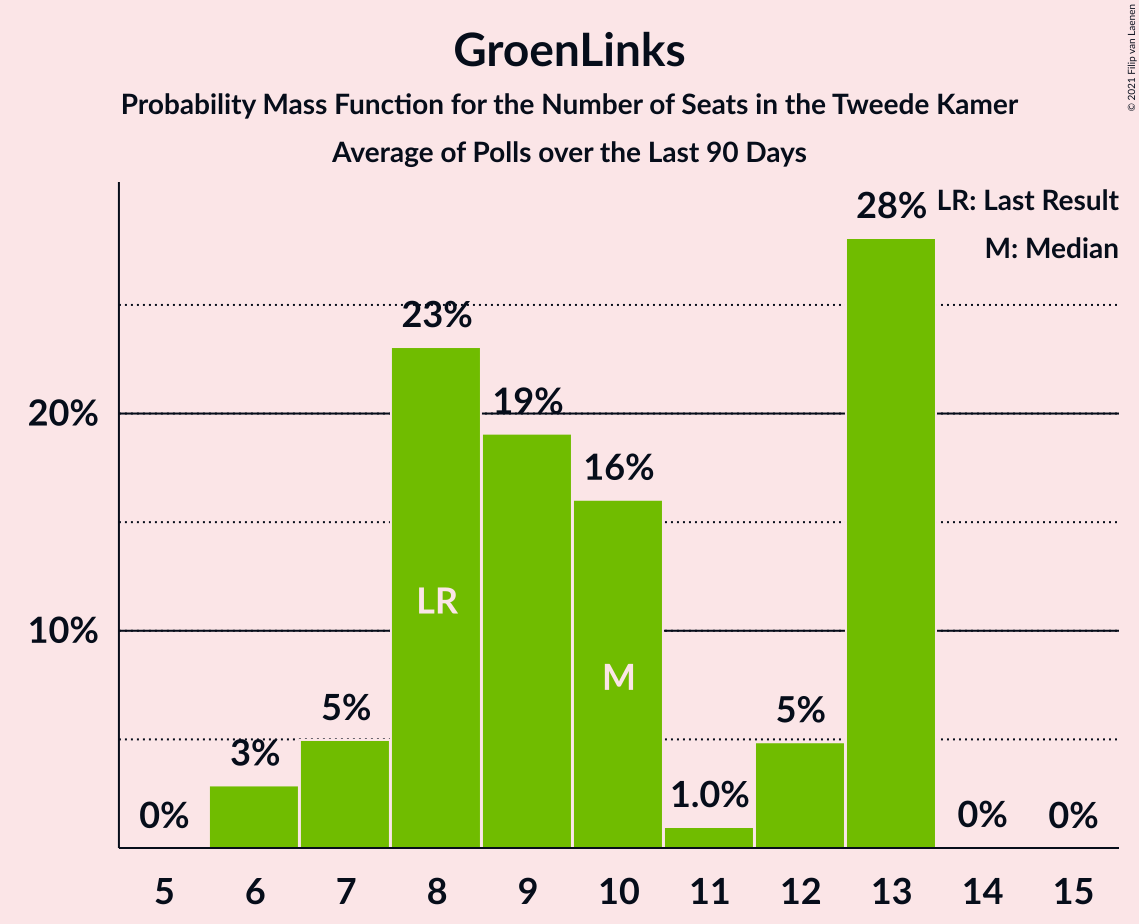 GroenLinks
Probability Mass Function for the Number of Seats in the Tweede Kamer
Average of Polls over the Last 90 Days
© 2021 Filip van Laenen
LR: Last Result
M: Median
20%
10%
0%
3%
5%
23%
19%
16%
1.0%
5%
28%
0%
0%
LR
M
5 6 7 8 9 10 11 12 13 14 15